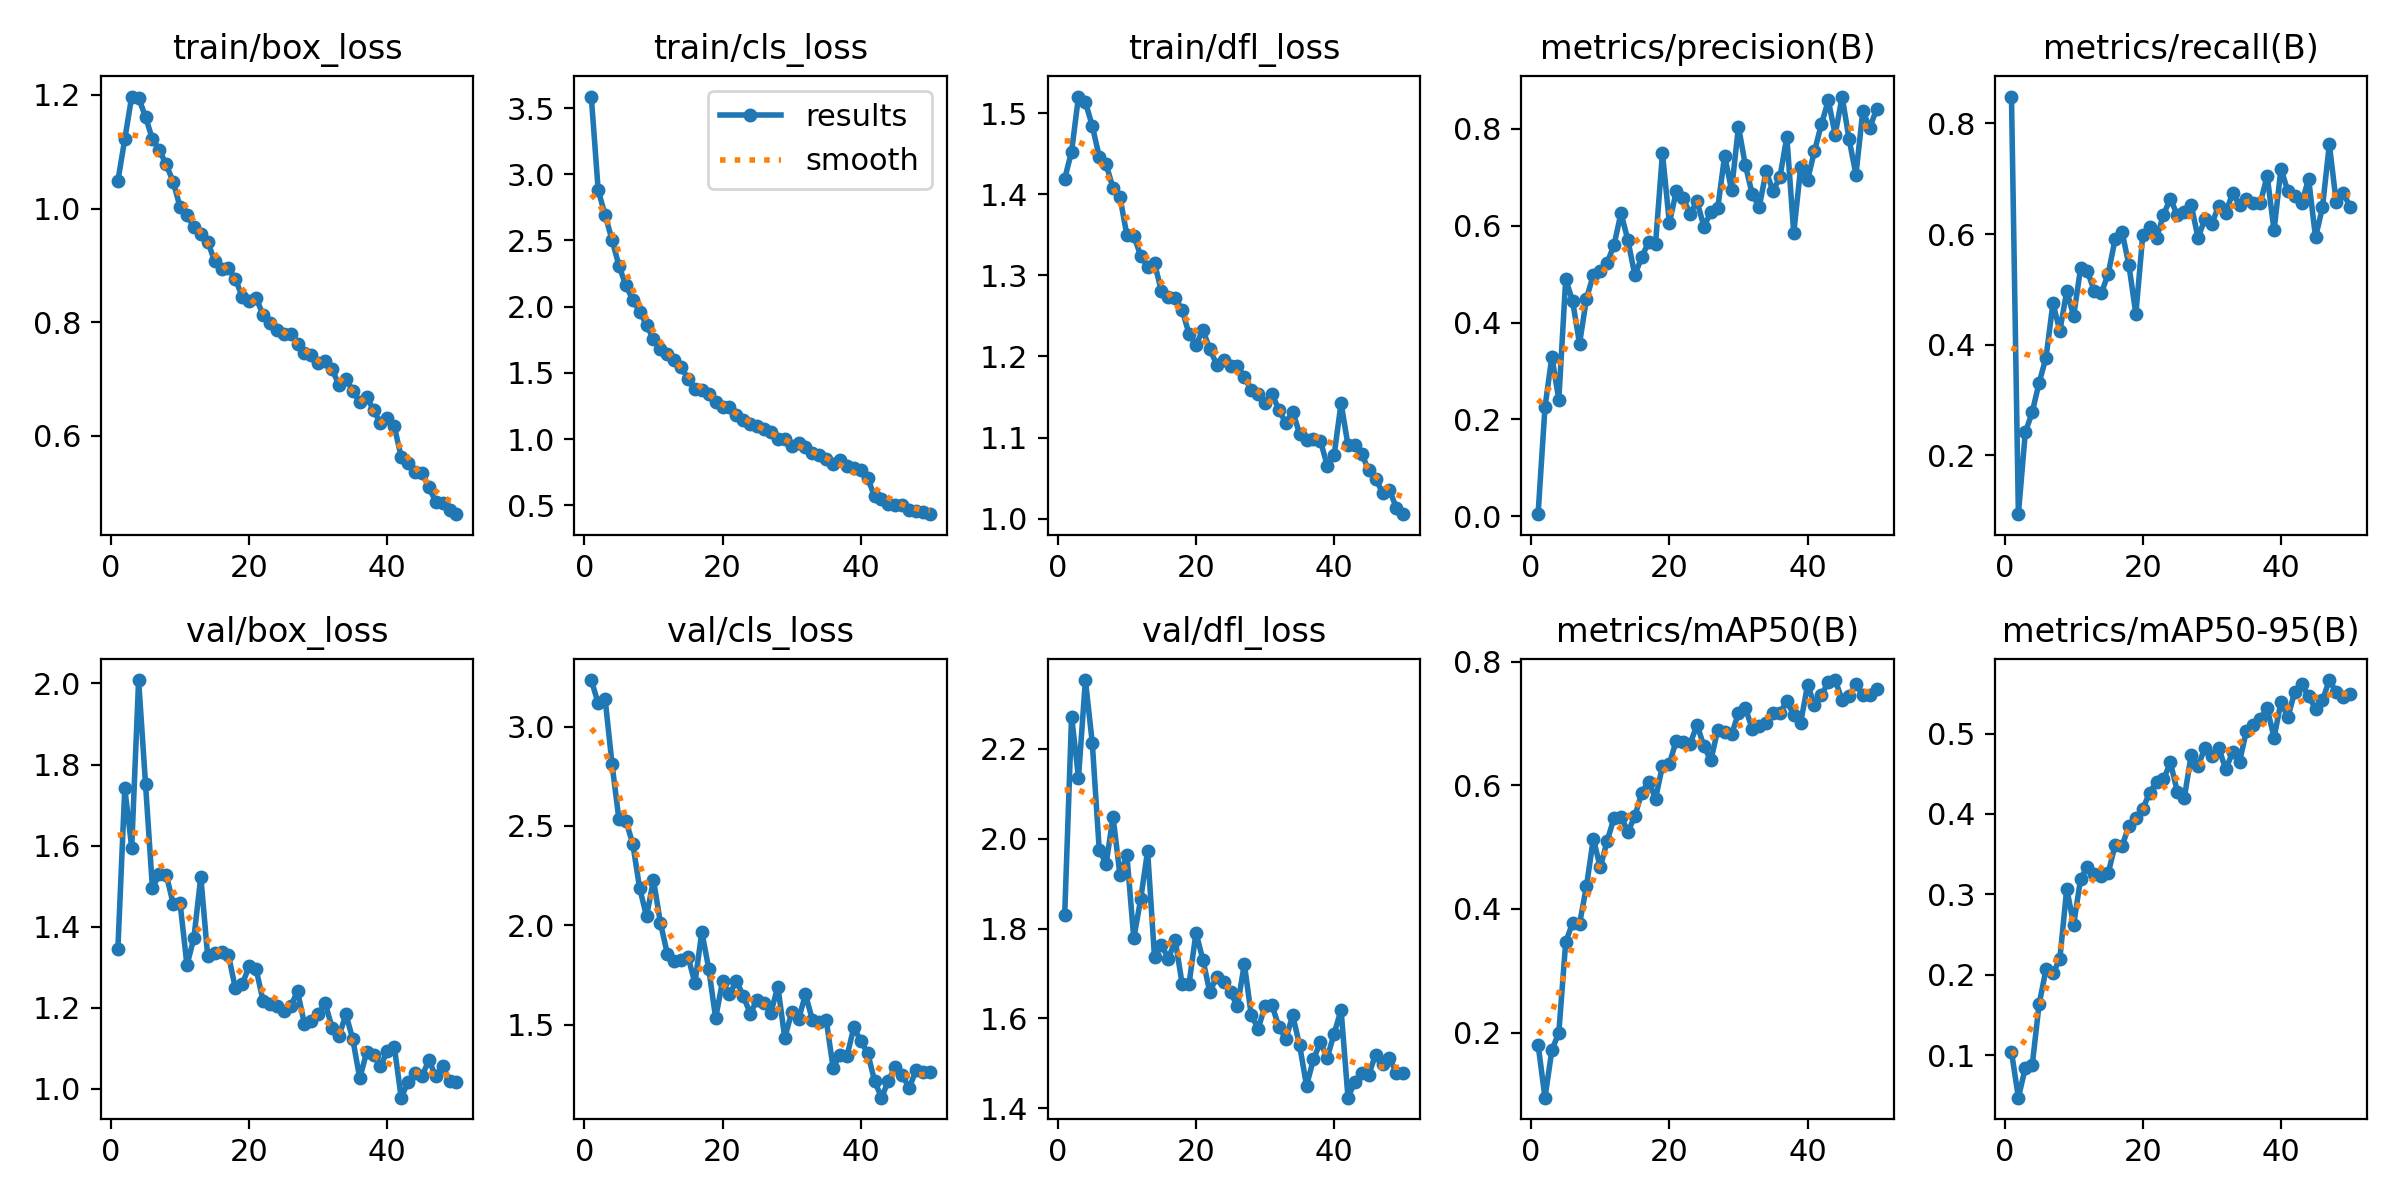 train/box_loss
1.2
1.0
0.8
0.6
0 20 40
train/cls_loss
results
smooth
3.5
3.0
2.5
2.0
1.5
1.0
0.5
0 20 40
train/dfl_loss
1.5
1.4
1.3
1.2
1.1
1.0
0 20 40
metrics/precision(B)
0.8
0.6
0.4
0.2
0.0
0 20 40
metrics/recall(B)
0.8
0.6
0.4
0.2
0 20 40
val/box_loss
2.0
1.8
1.6
1.4
1.2
1.0
0 20 40
val/cls_loss
3.0
2.5
2.0
1.5
0 20 40
val/dfl_loss
2.2
2.0
1.8
1.6
1.4
0 20 40
metrics/mAP50(B)
0.8
0.6
0.4
0.2
0 20 40
metrics/mAP50-95(B)
0.5
0.4
0.3
0.2
0.1
0 20 40